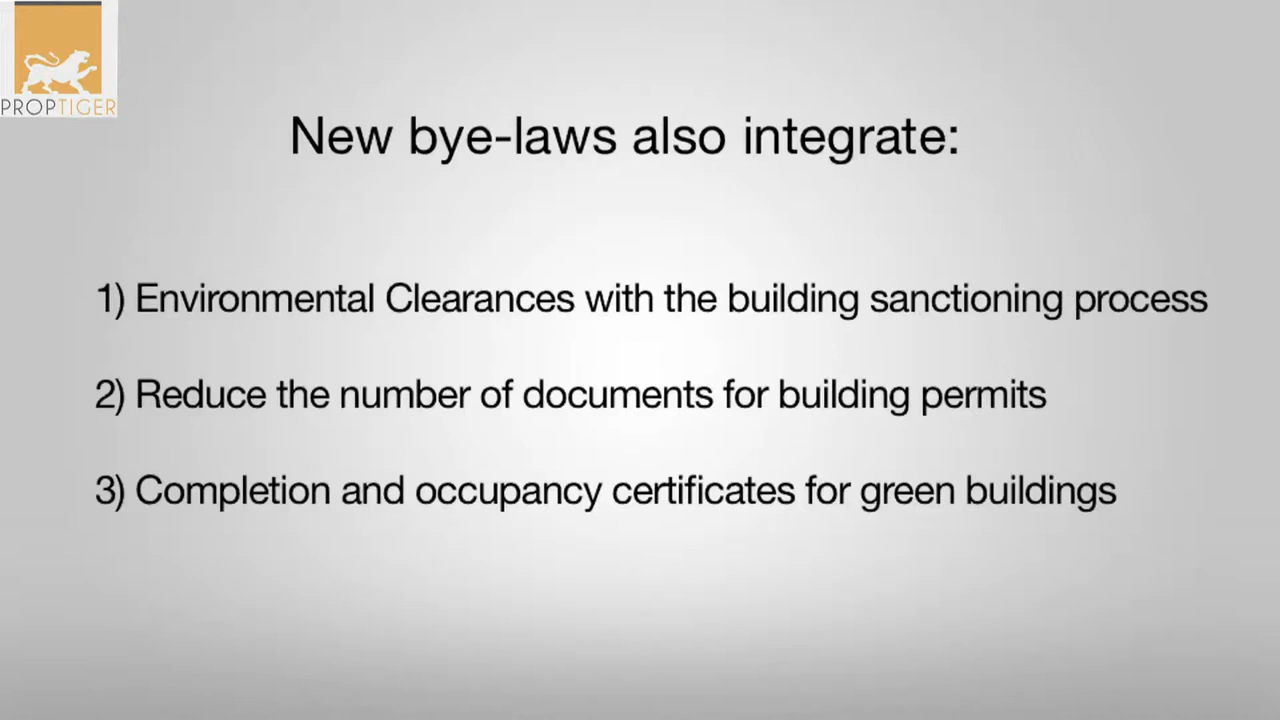 PROPTIGER
New bye-laws also integrate:
1) Environmental Clearances with the building sanctioning process
2) Reduce the number of documents for building permits
3) Completion and occupancy certificates for green buildings